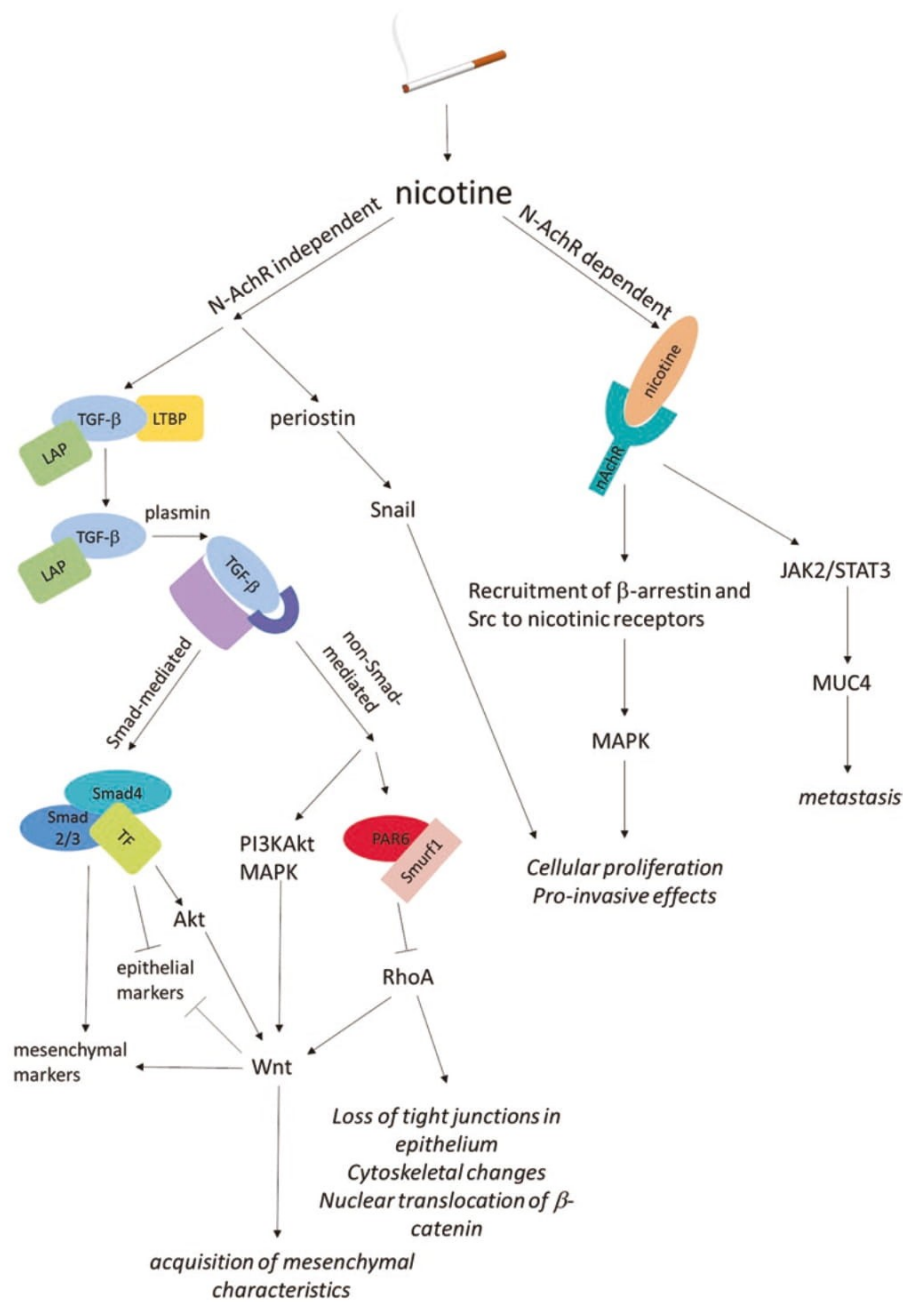 nicotine
N-AchR independent
N-AchR dependent
nicotine
nAchR
TGF-β
LTBP
LAP
periostin
TGF-β
LAP
plasmin
TGF-β
Snail
Recruitment of β-arrestin and
Src to nicotinic receptors
JAK2/STAT3
Smad-mediated
non-Smad-
mediated
MUC4
MAPK
metastasis
Smad4
Smad
2/3
TF
PI3KAkt
MAPK
PAR6
Smurf1
Cellular proliferation
Pro-invasive effects
Akt
epithelial
markers
RhoA
mesenchymal
markers
Wnt
Loss of tight junctions in
epithelium
Cytoskeletal changes
Nuclear translocation of β-
catenin
acquisition of mesenchymal
characteristics